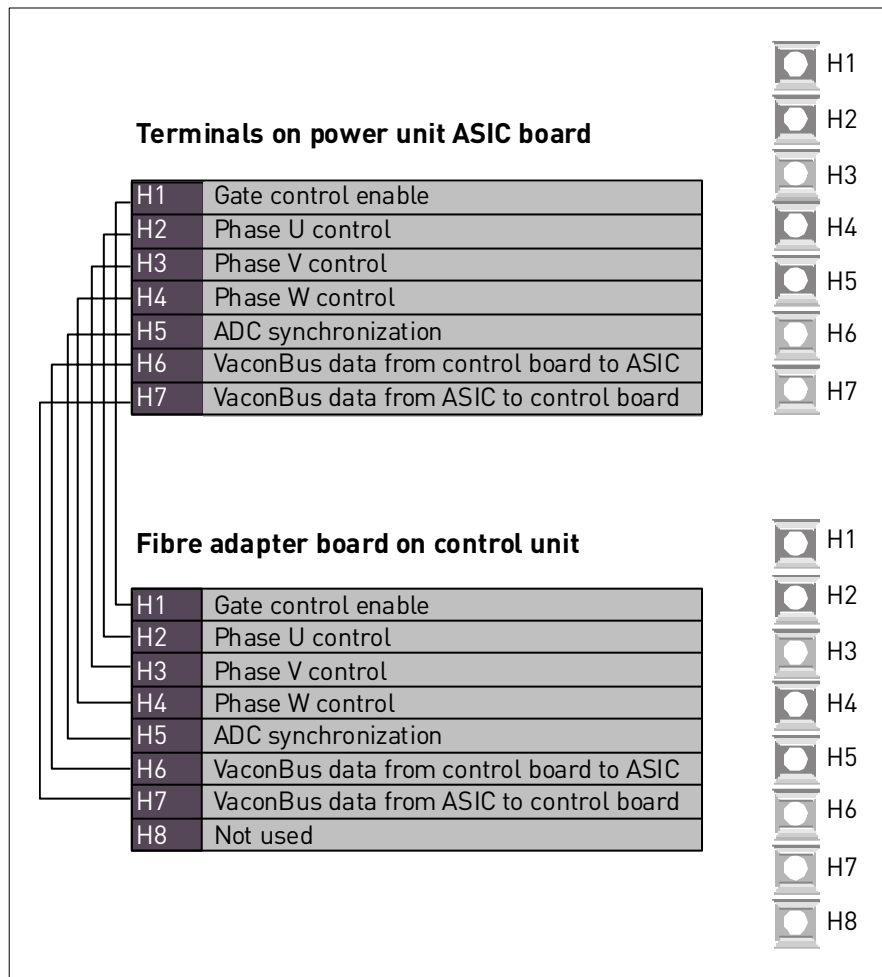 Terminals on power unit ASIC board
H1 Gate control enable
H2 Phase U control
H3 Phase V control
H4 Phase W control
H5 ADC synchronization
H6 VaconBus data from control board to ASIC
H7 VaconBus data from ASIC to control board
H1
H2
H3
H4
H5
H6
H7
Fibre adapter board on control unit
H1 Gate control enable
H2 Phase U control
H3 Phase V control
H4 Phase W control
H5 ADC synchronization
H6 VaconBus data from control board to ASIC
H7 VaconBus data from ASIC to control board
H8 Not used
H1
H2
H3
H4
H5
H6
H7
H8